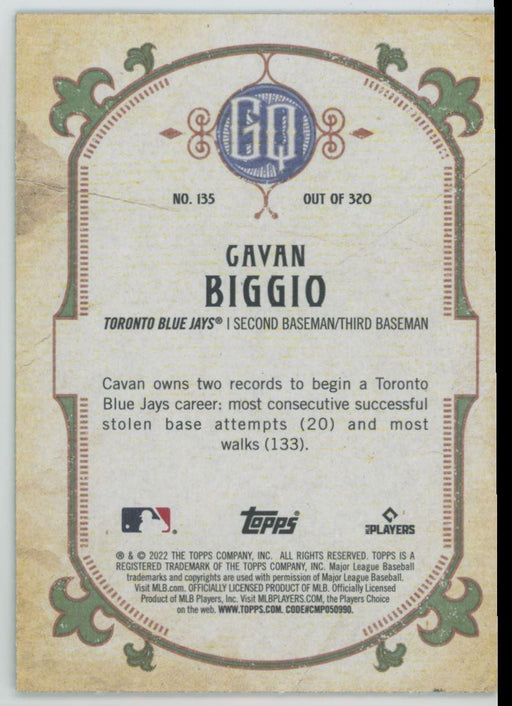 GQ
NO. 135 OUT OF 320
GAVAN
BIGGIO
TORONTO BLUE JAYS® | SECOND BASEMAN/THIRD BASEMAN
Cavan owns two records to begin a Toronto
Blue Jays career: most consecutive successful
stolen base attempts (20) and most
walks (133).
topps
MLB PLAYERS
® & © 2022 THE TOPPS COMPANY, INC. ALL RIGHTS RESERVED. TOPPS IS A
REGISTERED TRADEMARK OF THE TOPPS COMPANY, INC. Major League Baseball
trademarks and copyrights are used with permission of Major League Baseball.
Visit MLB.com. OFFICIALLY LICENSED PRODUCT OF MLB. Officially Licensed
Product of MLB Players, Inc. Visit MLBPLAYERS.COM, the Players Choice
on the web. WWW.TOPPS.COM. CODE#CMP050990.